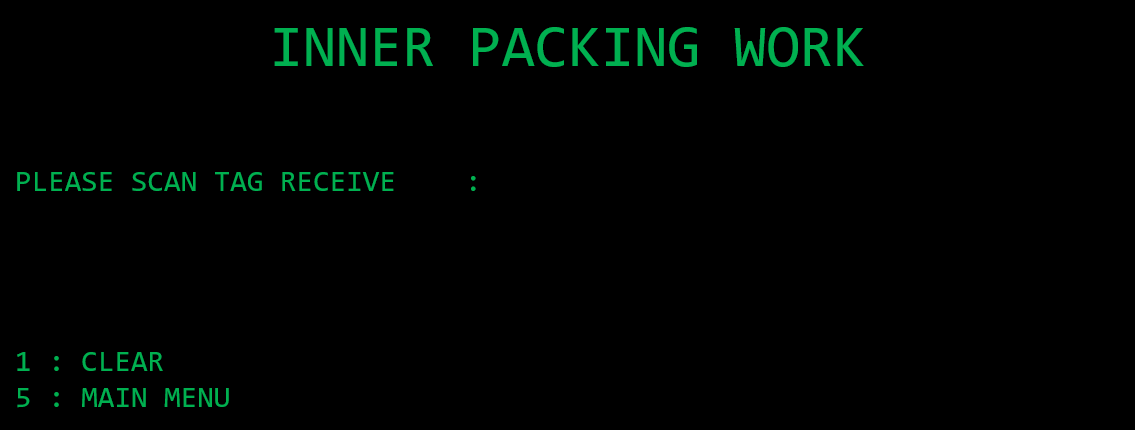 INNER PACKING WORK
PLEASE SCAN TAG RECEIVE    :
1 : CLEAR
5 : MAIN MENU